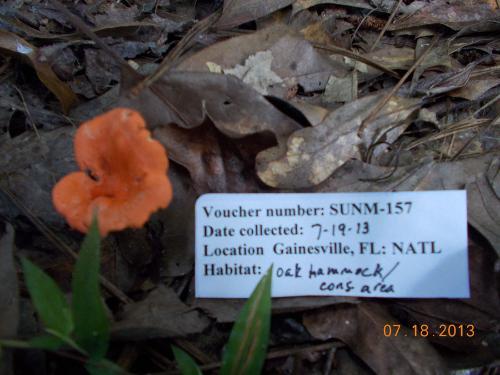 Voucher number: SUNM-157
Date collected: 7-19-13
Location Gainesville, FL: NATL
Habitat: oak hammock/
cons area
07.18.2013